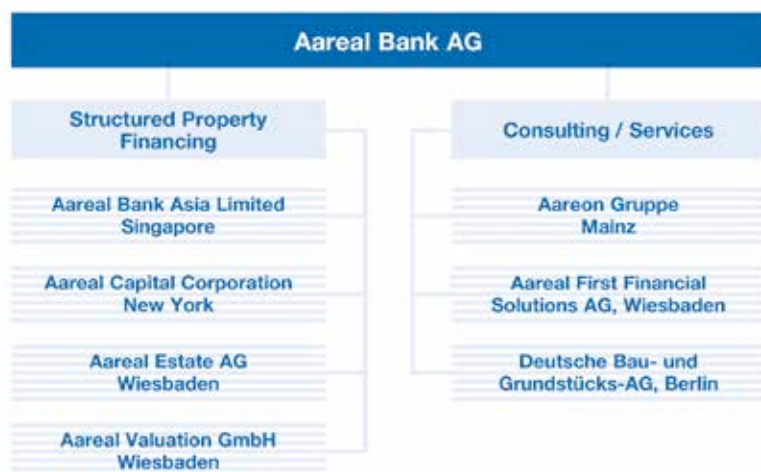 Aareal Bank AG
Structured Property
Financing
Aareal Bank Asia Limited
Singapore
Aareal Capital Corporation
New York
Aareal Estate AG
Wiesbaden
Aareal Valuation GmbH
Wiesbaden
Consulting / Services
Aareon Gruppe
Mainz
Aareal First Financial
Solutions AG, Wiesbaden
Deutsche Bau- und
Grundstücks-AG, Berlin